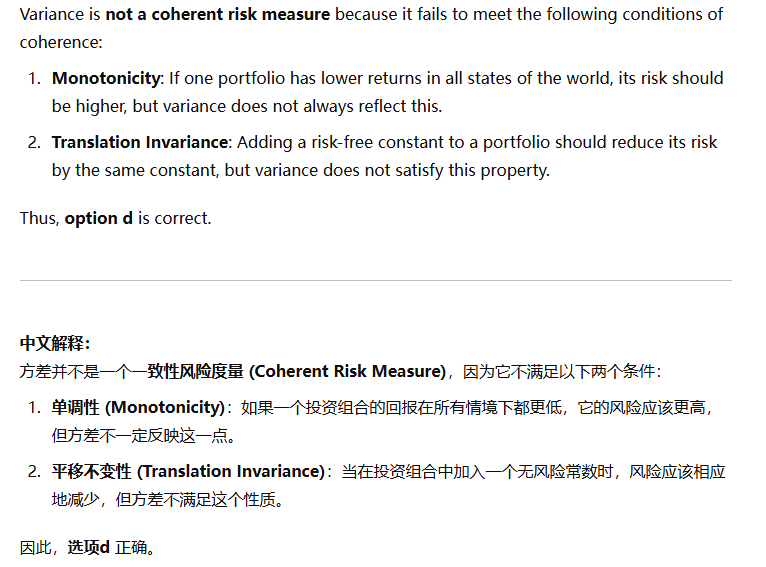 Variance is not a coherent risk measure because it fails to meet the following conditions of
coherence:
1. Monotonicity: If one portfolio has lower returns in all states of the world, its risk should
be higher, but variance does not always reflect this.
2. Translation Invariance: Adding a risk-free constant to a portfolio should reduce its risk
by the same constant, but variance does not satisfy this property.
Thus, option d is correct.
中文解释：
方差并不是一个一致性风险度量 (Coherent Risk Measure)，因为它不满足以下两个条件：
1. 单调性 (Monotonicity)：如果一个投资组合的回报在所有情境下都更低，它的风险应该更高，
但方差不一定反映这一点。
2. 平移不变性 (Translation Invariance)：当在投资组合中加入一个无风险常数时，风险应该相应
地减少，但方差不满足这个性质。
因此，选项d 正确。